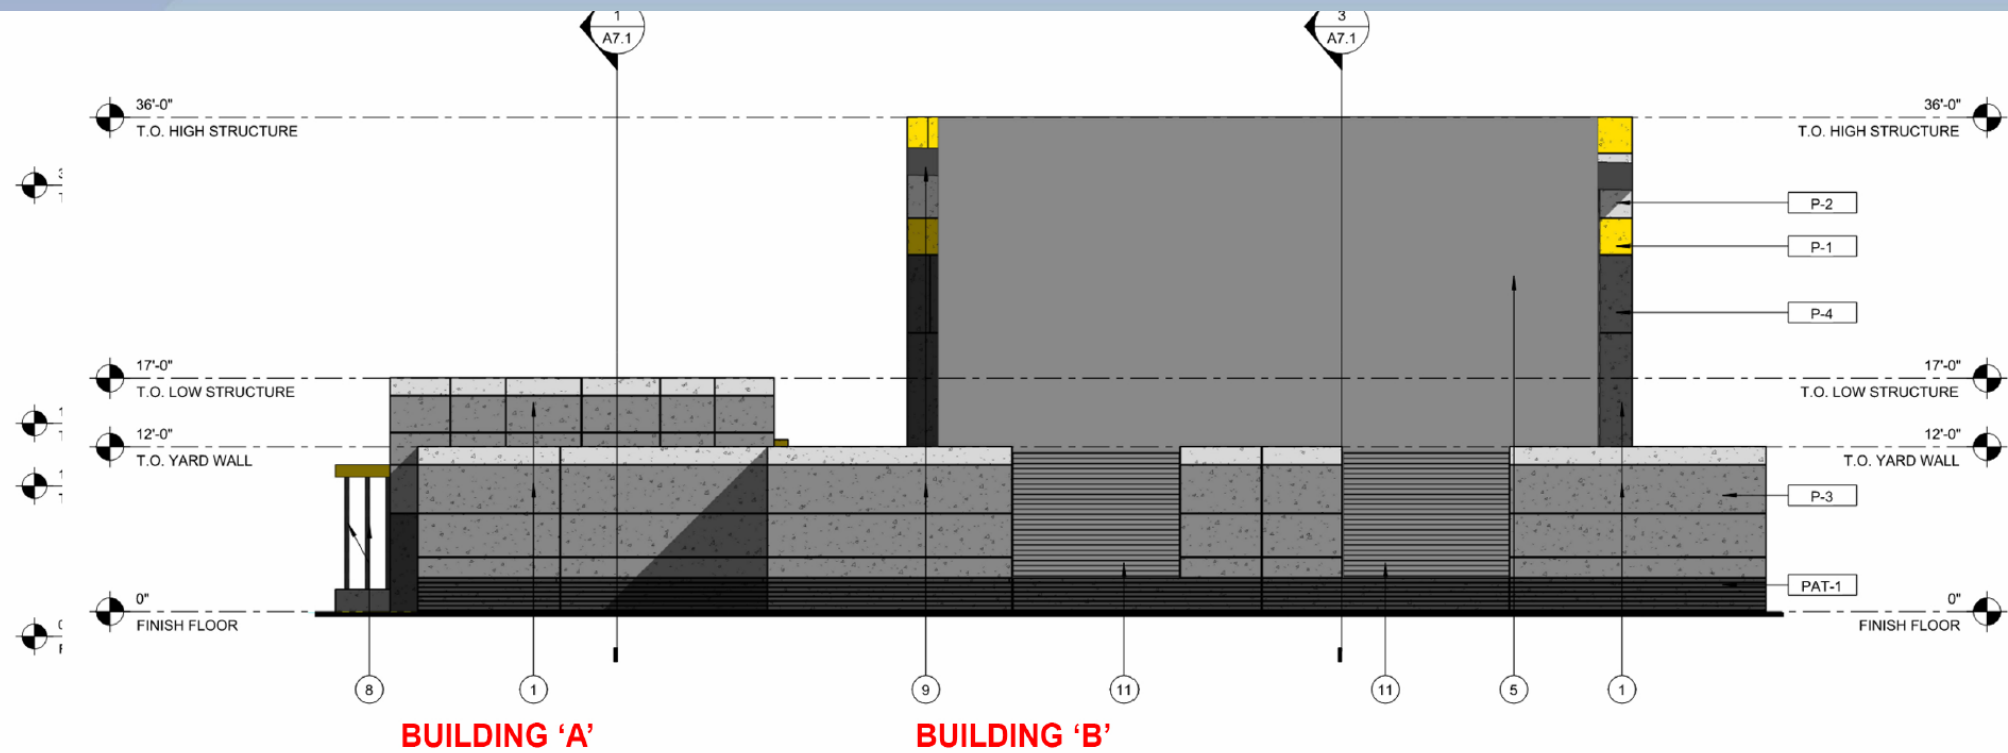 1
A7.1
3
A7.1
36'-0"
T.O. HIGH STRUCTURE
36'-0"
T.O. HIGH STRUCTURE
P-2
P-1
P-4
17'-0"
T.O. LOW STRUCTURE
17'-0"
T.O. LOW STRUCTURE
12'-0"
T.O. YARD WALL
12'-0"
T.O. YARD WALL
P-3
PAT-1
0"
FINISH FLOOR
0"
FINISH FLOOR
8
1
9
11
11
5
1
BUILDING ‘A’
BUILDING ‘B’